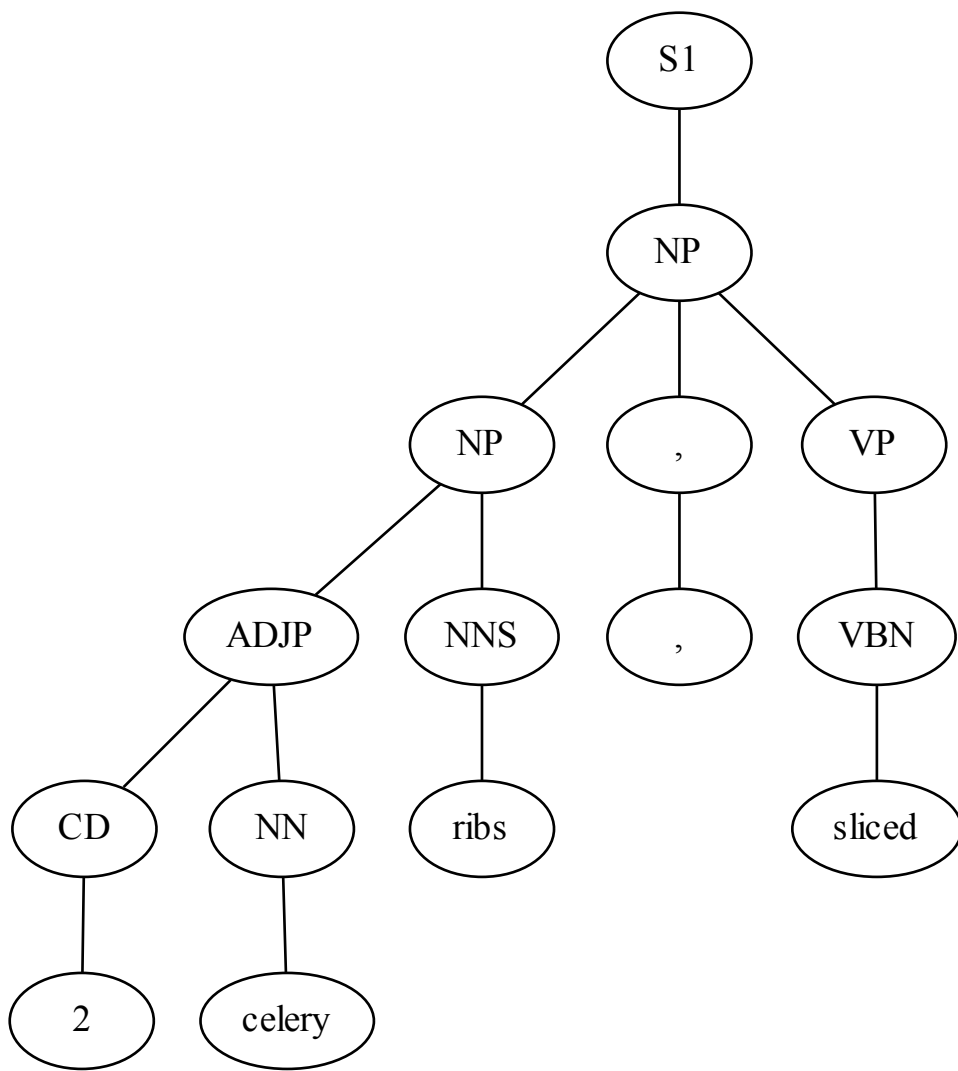 S1
NP
NP , VP
ADJP NNS , VBN
CD NN ribs sliced
2 celery